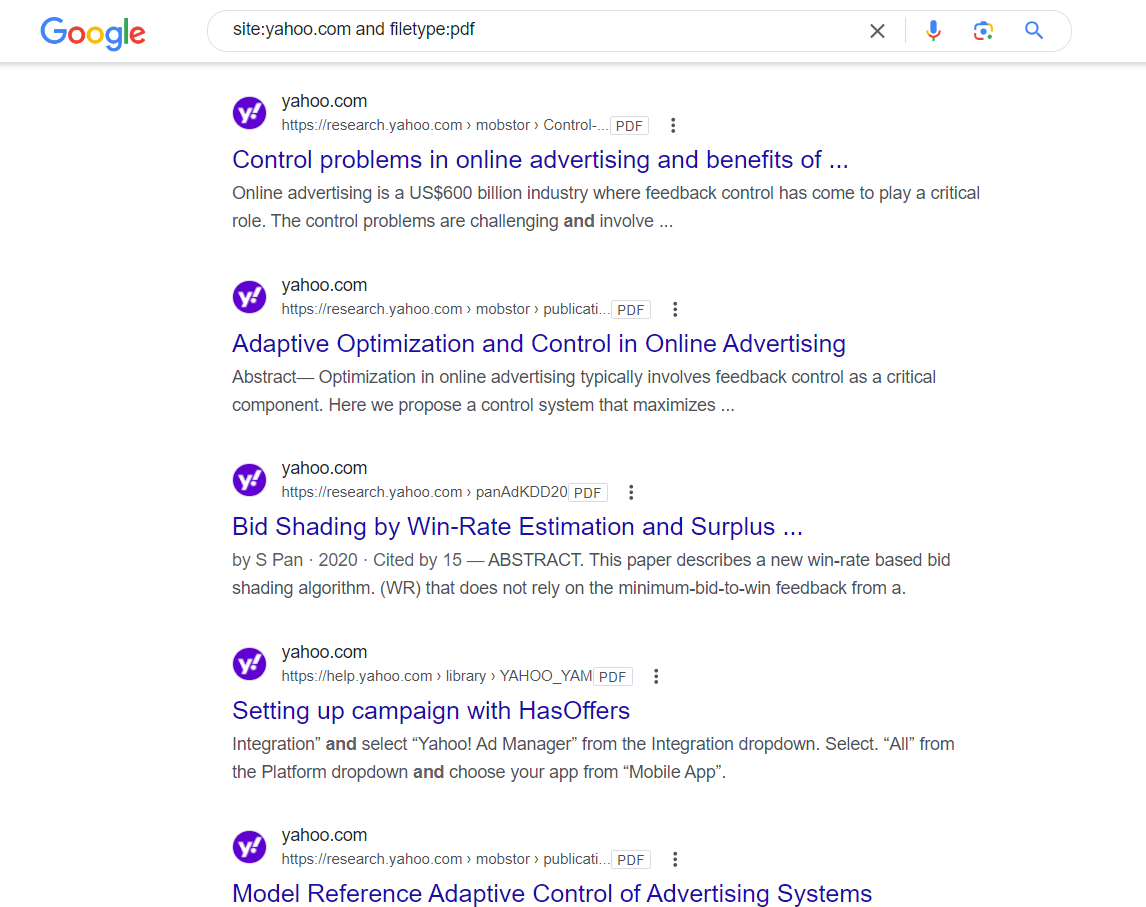 Google
site:yahoo.com and filetype:pdf
y!
yahoo.com
https://research.yahoo.com › mobstor › Control-... PDF
Control problems in online advertising and benefits of ...
Online advertising is a US$600 billion industry where feedback control has come to play a critical
role. The control problems are challenging and involve ...
y!
yahoo.com
https://research.yahoo.com › mobstor › publicati... PDF
Adaptive Optimization and Control in Online Advertising
Abstract— Optimization in online advertising typically involves feedback control as a critical
component. Here we propose a control system that maximizes ...
y!
yahoo.com
https://research.yahoo.com › panAdKDD20 PDF
Bid Shading by Win-Rate Estimation and Surplus ...
by S Pan · 2020 · Cited by 15 — ABSTRACT. This paper describes a new win-rate based bid
shading algorithm. (WR) that does not rely on the minimum-bid-to-win feedback from a.
y!
yahoo.com
https://help.yahoo.com › library › YAHOO_YAM PDF
Setting up campaign with HasOffers
Integration” and select “Yahoo! Ad Manager” from the Integration dropdown. Select. “All” from
the Platform dropdown and choose your app from “Mobile App”.
y!
yahoo.com
https://research.yahoo.com › mobstor › publicati... PDF
Model Reference Adaptive Control of Advertising Systems